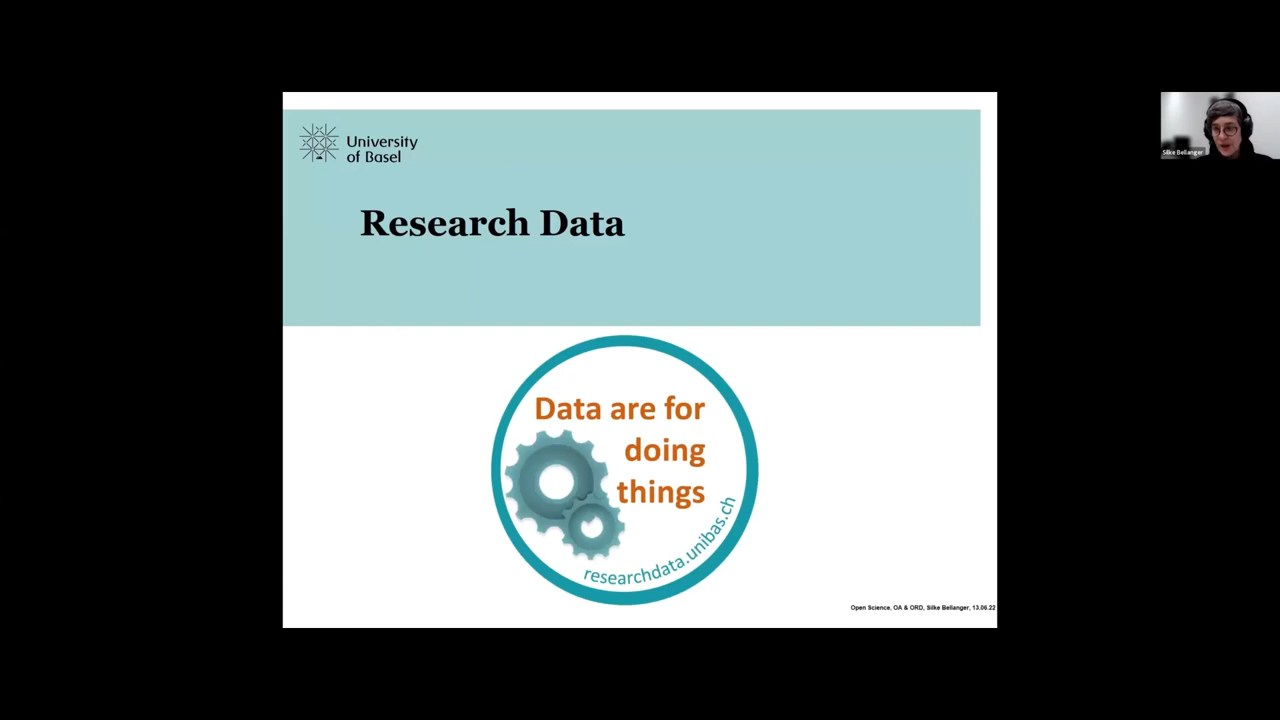 University
of Basel
Research Data
Data are for
doing
things
researchdata.unibas.ch
Open Science, OA & ORD, Silke Bellanger, 13.06.22
Silke Bellanger